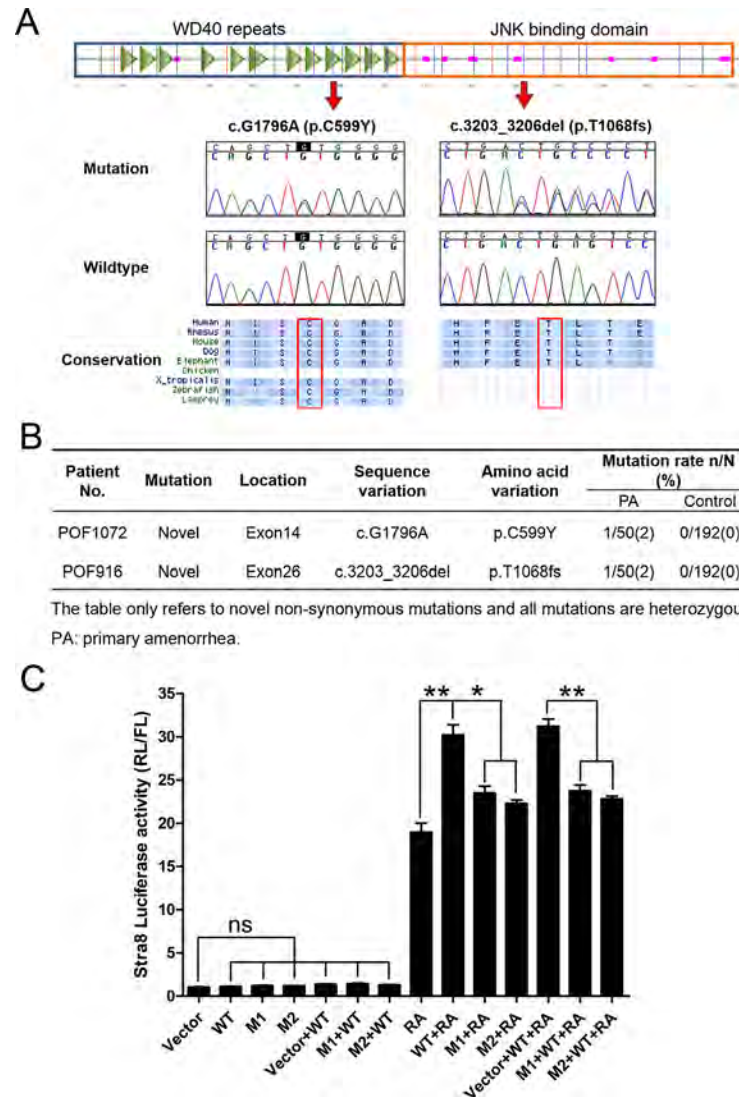 A
WD40 repeats JNK binding domain
c.G1796A (p.C599Y) c.3203_3206del (p.T1068fs)
C A G C T G T G G G G C T G A C T G C C C C T
C A G C T G T G G G G C T G A C T G C C C C T
Mutation
C A G C T G T G G G G C T G A C T G A G T C C
C A G C T G T G G G G C T G A C T G A G T C C
Wildtype
Human
Rhesus
Mouse
Dog
Elephant
Chicken
X_tropicalis
Zebrafish
Lamprey
Conservation
B
Patient No. Mutation Location Sequence variation Amino acid variation Mutation rate n/N (%)
PA Control
POF1072 Novel Exon14 c.G1796A p.C599Y 1/50(2) 0/192(0)
POF916 Novel Exon26 c.3203_3206del p.T1068fs 1/50(2) 0/192(0)
The table only refers to novel non-synonymous mutations and all mutations are heterozygou
PA: primary amenorrhea.
C
Stra8 Luciferase activity (RL/FL)
35
30
25
20
15
10
5
0
ns
** *
**
Vector WT M1 M2 Vector+WT M1+WT M2+WT RA WT+RA M1+RA M2+RA Vector+WT+RA M1+WT+RA M2+WT+RA